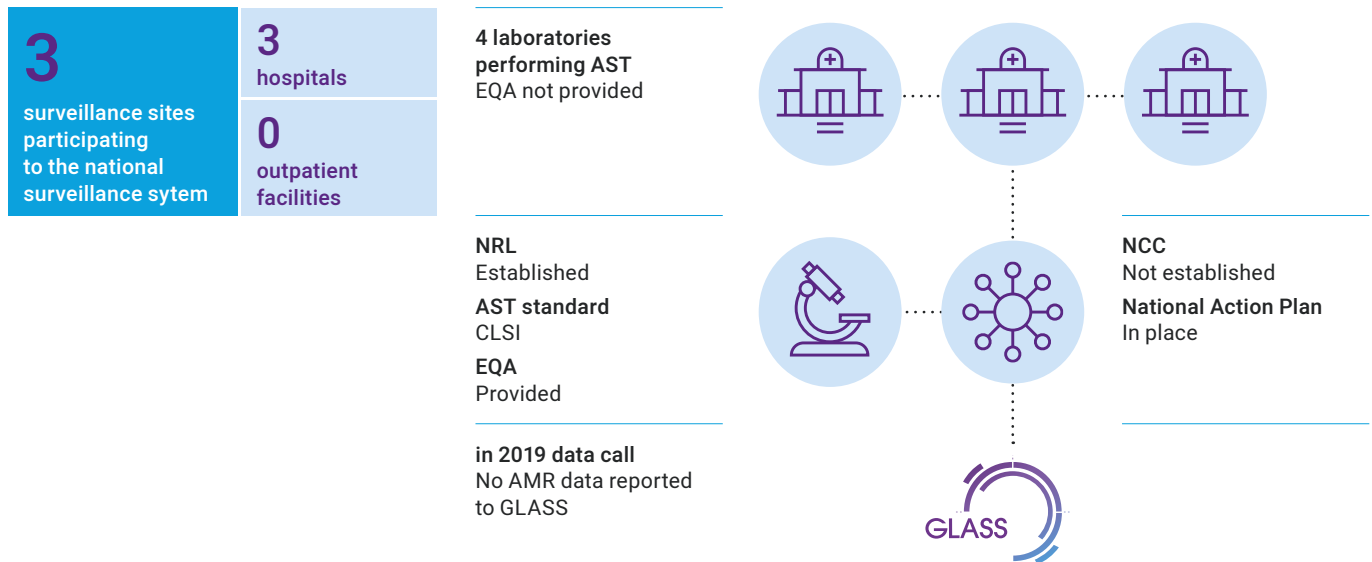 3
surveillance sites
participating
to the national
surveillance sytem
3
hospitals
0
outpatient
facilities
4 laboratories
performing AST
EQA not provided
NRL
Established
AST standard
CLSI
EQA
Provided
NCC
Not established
National Action Plan
In place
in 2019 data call
No AMR data reported
to GLASS
GLASS